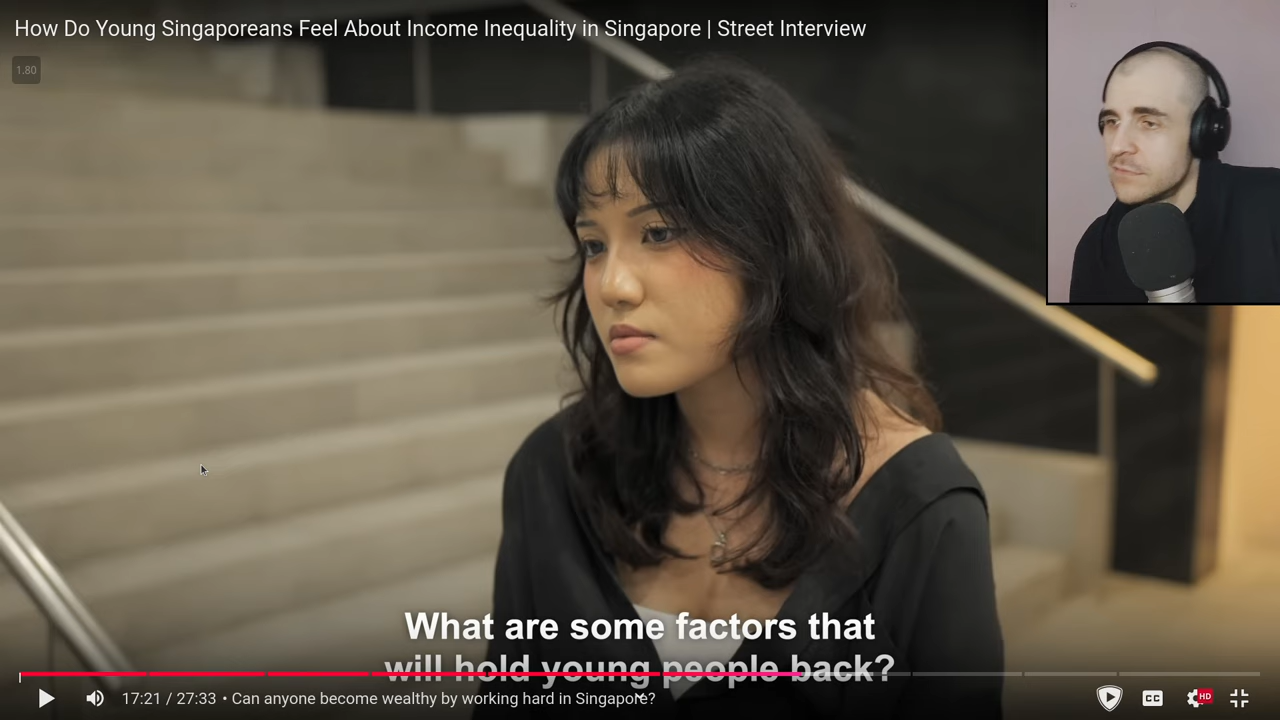 How Do Young Singaporeans Feel About Income Inequality in Singapore | Street Interview
1.80
What are some factors that
will hold young people back?
17:21 / 27:33 • Can anyone become wealthy by working hard in Singapore?
CC
HD